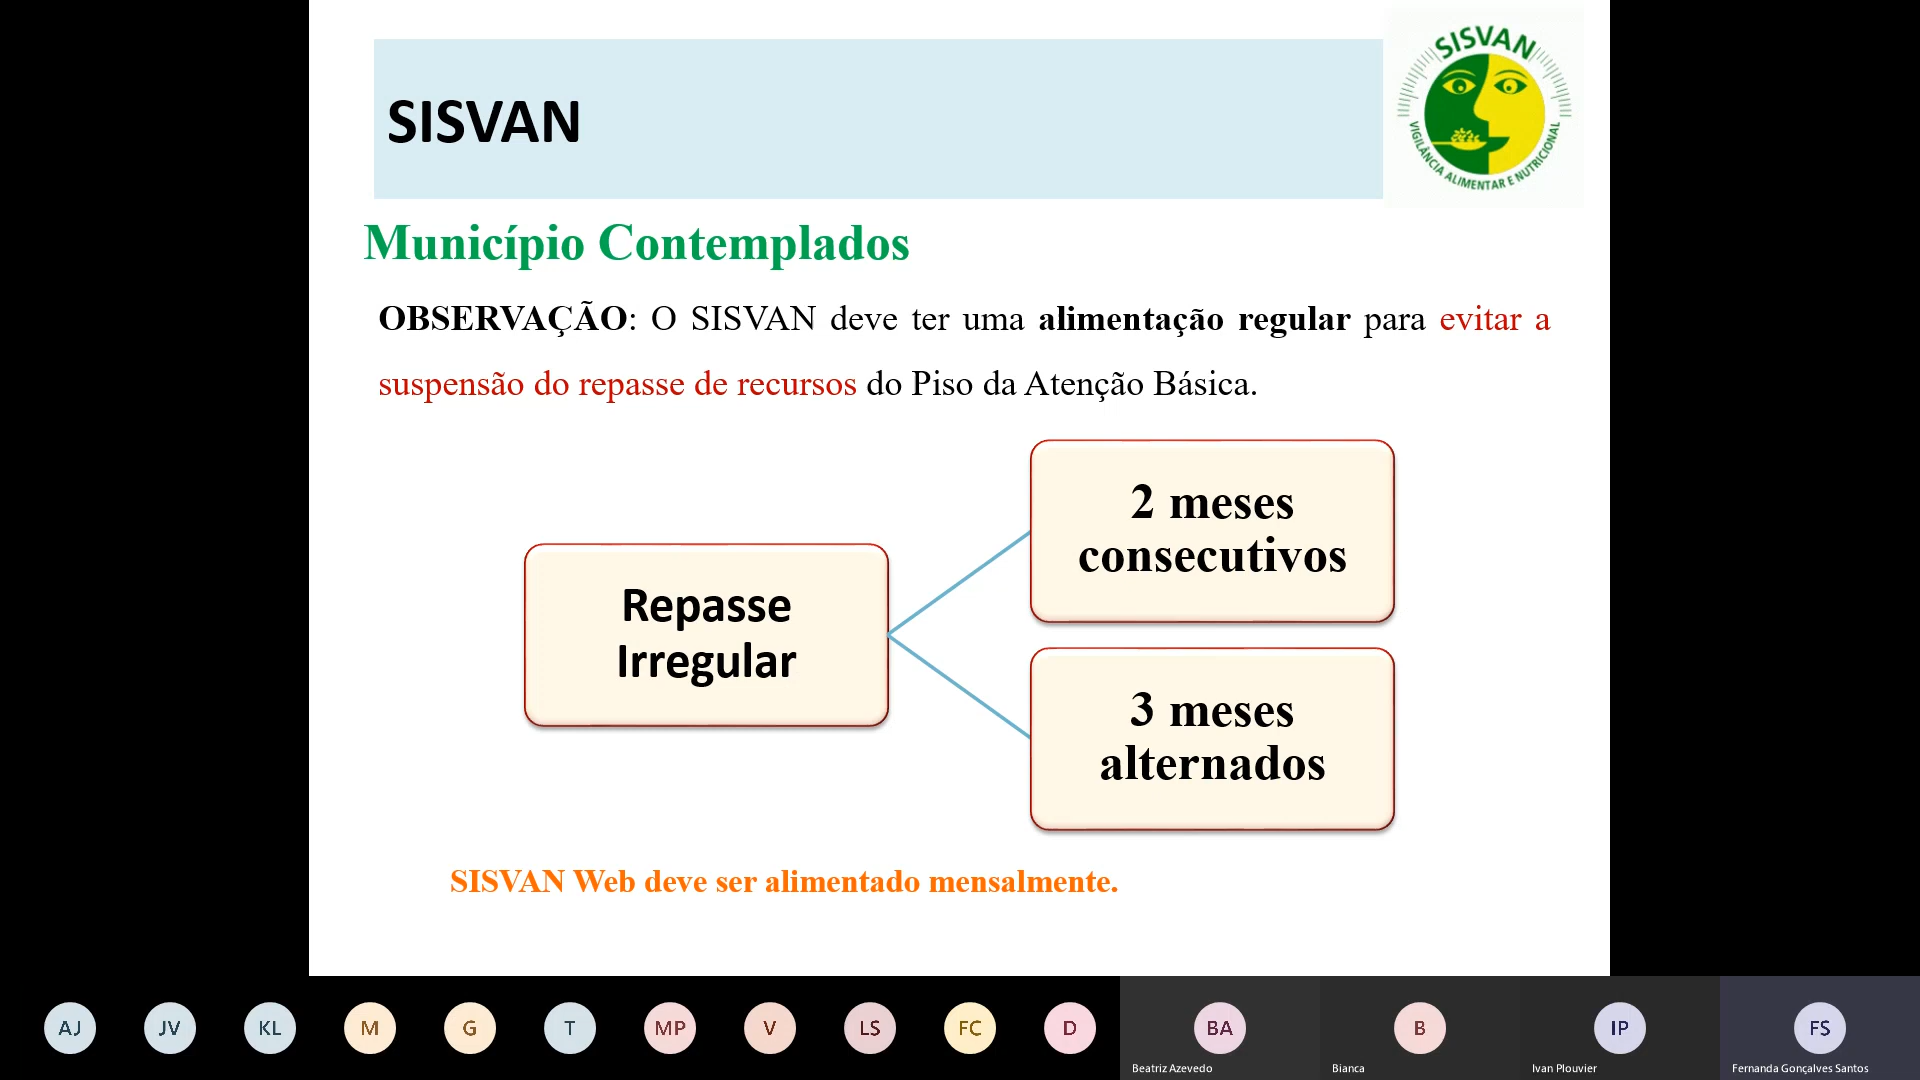 SISVAN
SISVAN
VIGILÂNCIA ALIMENTAR E NUTRICIONAL
Município Contemplados
OBSERVAÇÃO: O SISVAN deve ter uma alimentação regular para evitar a
suspensão do repasse de recursos do Piso da Atenção Básica.
2 meses
consecutivos
Repasse
Irregular
3 meses
alternados
SISVAN Web deve ser alimentado mensalmente.
AJ
JV
KL
M
G
T
MP
V
LS
FC
D
BA
Beatriz Azevedo
B
Bianca
IP
Ivan Plouvier
FS
Fernanda Gonçalves Santos